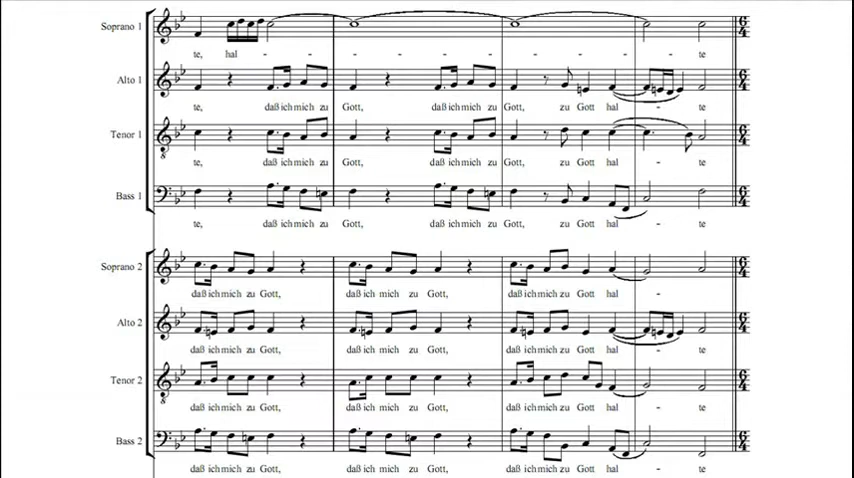 Soprano 1
te, hal - - - - - - - - - - te
Alto 1
te, daß ich mich zu Gott, daß ich mich zu Gott, zu Gott hal - te
Tenor 1
te, daß ich mich zu Gott, daß ich mich zu Gott, zu Gott hal - te
Bass 1
te, daß ich mich zu Gott, daß ich mich zu Gott, zu Gott hal - te
Soprano 2
daß ich mich zu Gott, daß ich mich zu Gott, daß ich mich zu Gott hal - te
Alto 2
daß ich mich zu Gott, daß ich mich zu Gott, daß ich mich zu Gott hal - te
Tenor 2
daß ich mich zu Gott, daß ich mich zu Gott, daß ich mich zu Gott hal - te
Bass 2
daß ich mich zu Gott, daß ich mich zu Gott, daß ich mich zu Gott hal - te